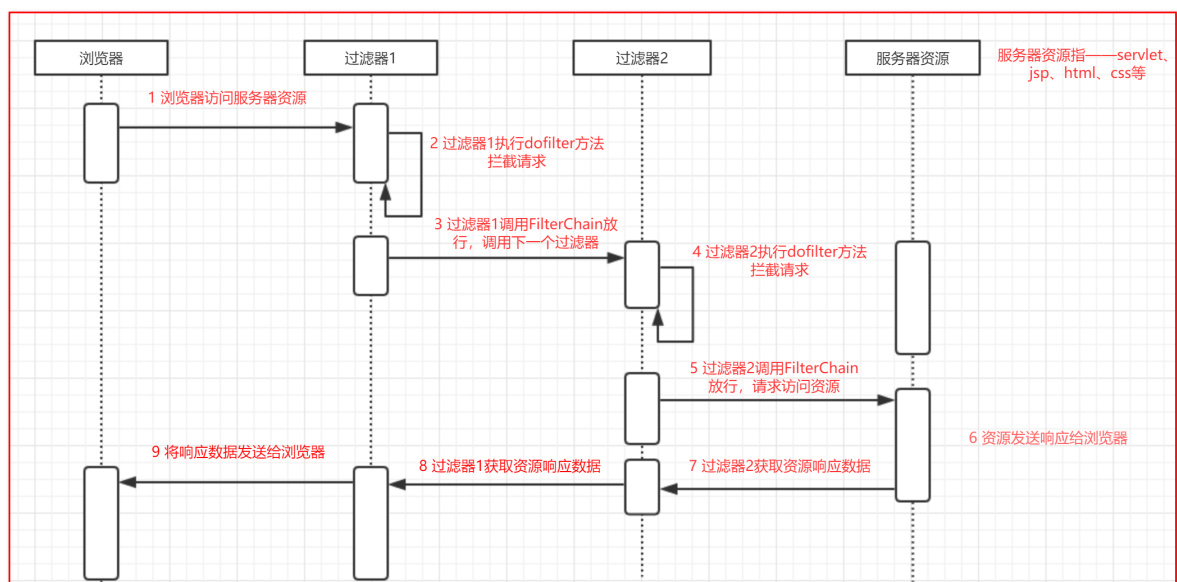 浏览器
过滤器1
过滤器2
服务器资源
服务器资源指——servlet、
jsp、html、css等
1 浏览器访问服务器资源
2 过滤器1执行dofilter方法
拦截请求
3 过滤器1调用FilterChain放
行，调用下一个过滤器
4 过滤器2执行dofilter方法
拦截请求
5 过滤器2调用FilterChain
放行，请求访问资源
6 资源发送响应给浏览器
7 过滤器2获取资源响应数据
8 过滤器1获取资源响应数据
9 将响应数据发送给浏览器